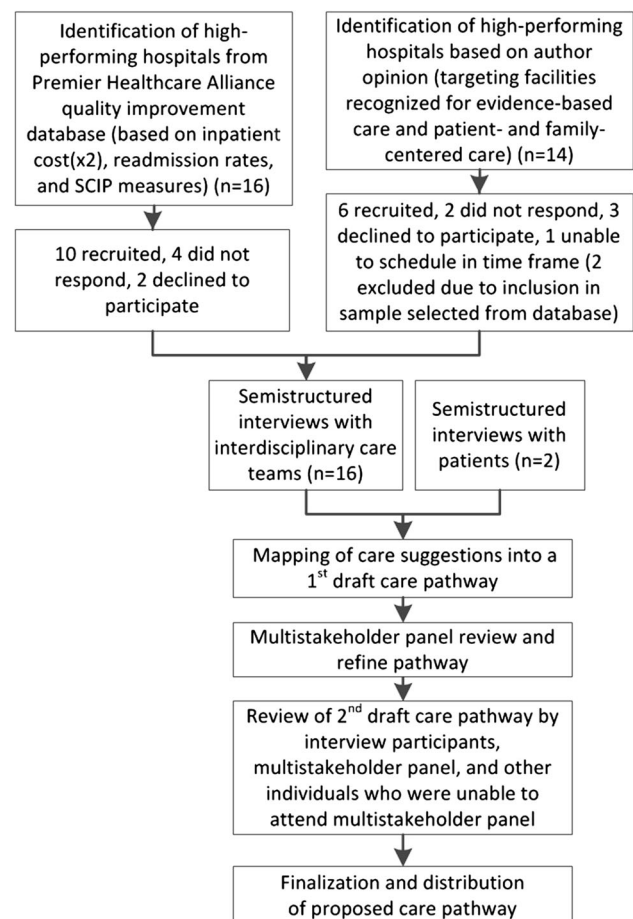 Identification of high-
performing hospitals from
Premier Healthcare Alliance
quality improvement
database (based on inpatient
cost(x2), readmission rates,
and SCIP measures) (n=16)
Identification of high-performing
hospitals based on author
opinion (targeting facilities
recognized for evidence-based
care and patient- and family-
centered care) (n=14)
10 recruited, 4 did not
respond, 2 declined to
participate
6 recruited, 2 did not respond, 3
declined to participate, 1 unable
to schedule in time frame (2
excluded due to inclusion in
sample selected from database)
Semistructured
interviews with
interdisciplinary care
teams (n=16)
Semistructured
interviews with
patients (n=2)
Mapping of care suggestions into a
1st draft care pathway
Multistakeholder panel review and
refine pathway
Review of 2nd draft care pathway by
interview participants,
multistakeholder panel, and other
individuals who were unable to
attend multistakeholder panel
Finalization and distribution
of proposed care pathway